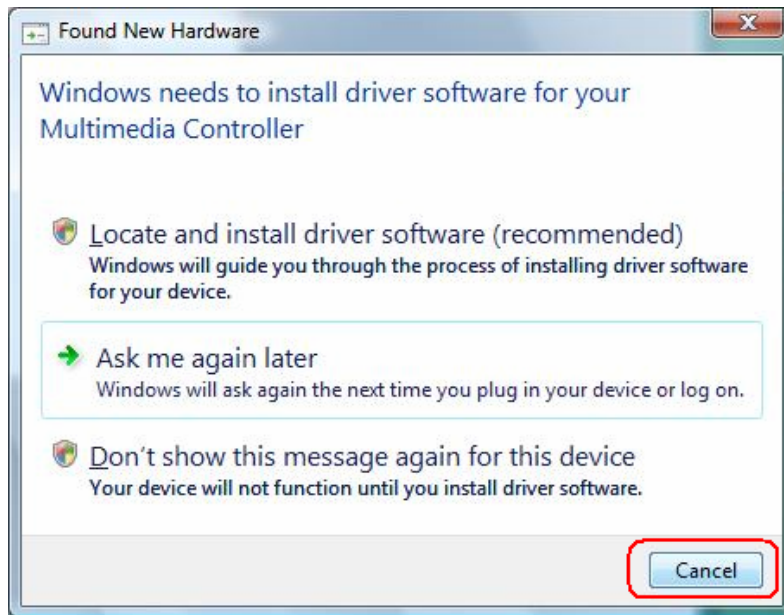 Found New Hardware
Windows needs to install driver software for your
Multimedia Controller
Locate and install driver software (recommended)
Windows will guide you through the process of installing driver software
for your device.
Ask me again later
Windows will ask again the next time you plug in your device or log on.
Don't show this message again for this device
Your device will not function until you install driver software.
Cancel